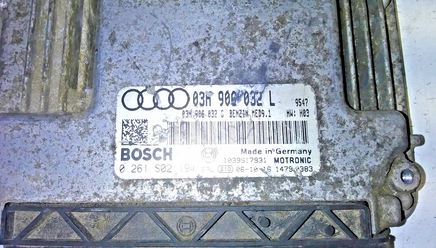 03H 906 032 L 9547
03H 906 032 G BENZ MED9.1 HW: H03
BOSCH Made in Germany
1039S17931 MOTRONIC
0 261 S02